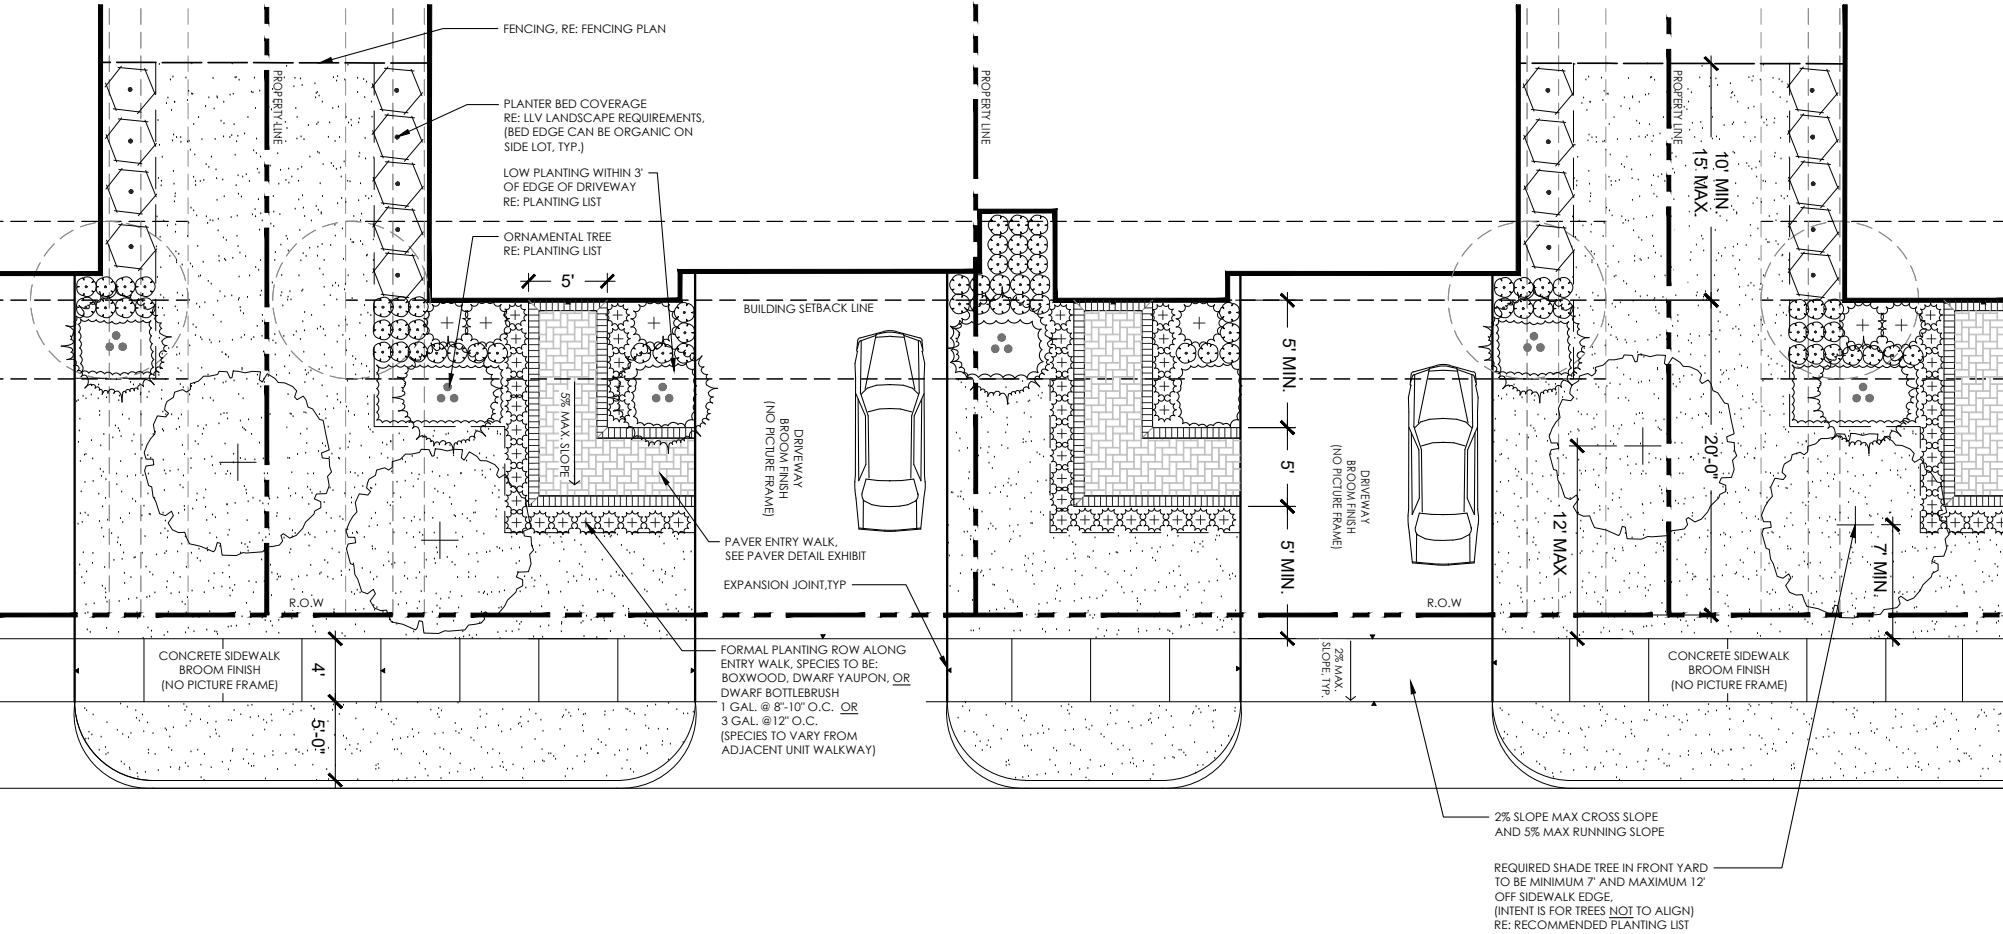 FENCING, RE: FENCING PLAN
PROPERTY LINE
PLANTER BED COVERAGE
RE: LLV LANDSCAPE REQUIREMENTS,
(BED EDGE CAN BE ORGANIC ON
SIDE LOT, TYP.)
LOW PLANTING WITHIN 3'
OF EDGE OF DRIVEWAY
RE: PLANTING LIST
ORNAMENTAL TREE
RE: PLANTING LIST
5'
BUILDING SETBACK LINE
PROPERTY LINE
PROPERTY LINE
10' MIN.
15' MAX.
5% MAX. SLOPE
DRIVEWAY
BROOM FINISH
(NO PICTURE FRAME)
5' MIN.
5'
5' MIN.
DRIVEWAY
BROOM FINISH
(NO PICTURE FRAME)
12' MAX
20'-0"
7' MIN
PAVER ENTRY WALK,
SEE PAVER DETAIL EXHIBIT
EXPANSION JOINT,TYP
R.O.W
R.O.W
CONCRETE SIDEWALK
BROOM FINISH
(NO PICTURE FRAME)
4'
5'-0"
FORMAL PLANTING ROW ALONG
ENTRY WALK, SPECIES TO BE:
BOXWOOD, DWARF YAUPON, OR
DWARF BOTTLEBRUSH
1 GAL. @ 8"-10" O.C. OR
3 GAL. @12" O.C.
(SPECIES TO VARY FROM
ADJACENT UNIT WALKWAY)
2% MAX.
SLOPE, TYP.
CONCRETE SIDEWALK
BROOM FINISH
(NO PICTURE FRAME)
2% SLOPE MAX CROSS SLOPE
AND 5% MAX RUNNING SLOPE
REQUIRED SHADE TREE IN FRONT YARD
TO BE MINIMUM 7' AND MAXIMUM 12'
OFF SIDEWALK EDGE,
(INTENT IS FOR TREES NOT TO ALIGN)
RE: RECOMMENDED PLANTING LIST